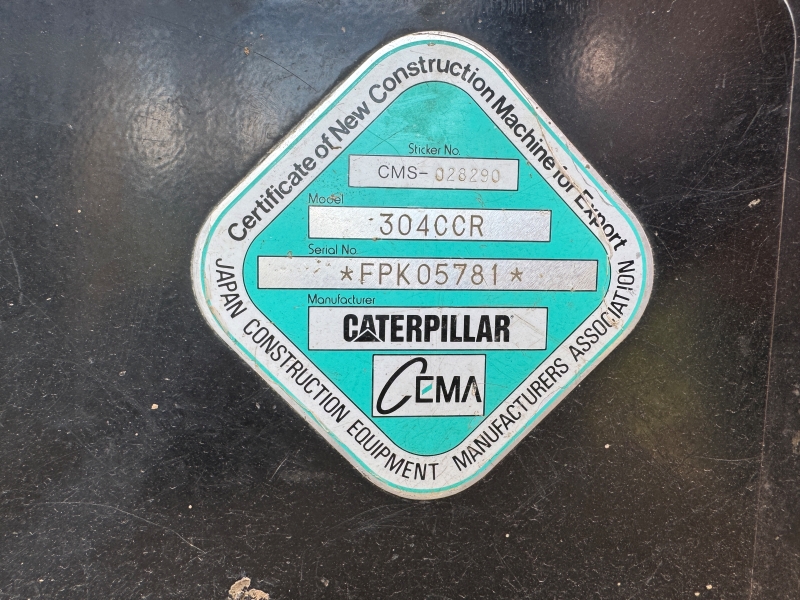 Certificate of New Construction Machine for Export
Sticker No.
CMS- 028290
Model
304CCR
Serial No.
*FPK05781*
Manufacturer
CATERPILLAR
CEMA
JAPAN CONSTRUCTION EQUIPMENT MANUFACTURERS ASSOCIATION